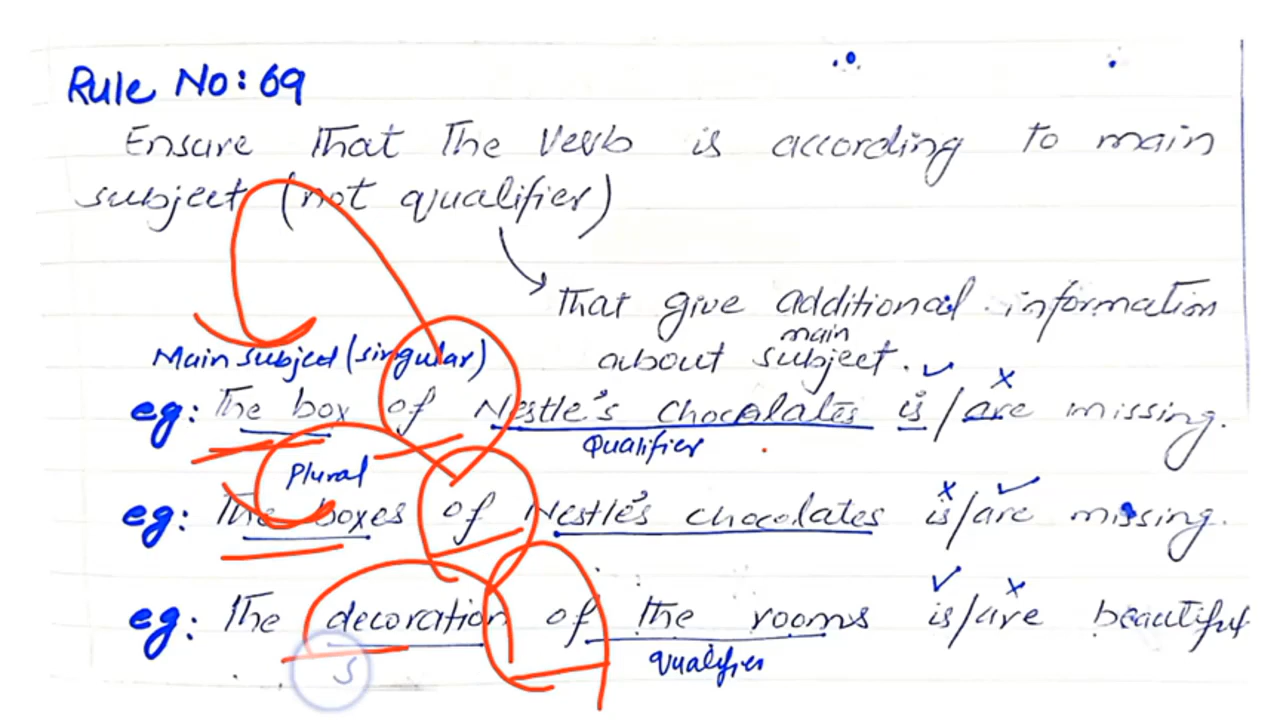 Rule No: 69
Ensure that the verb is according to main
subject (not qualifier)
that give additional information
main
about subject.
Main subject (singular)
eg: The box of Nestle's chocolates is/are missing.
Qualifier
Plural
eg: The boxes of Nestle's chocolates is/are missing.
eg: The decoration of the rooms is/are beautiful
S
qualifier